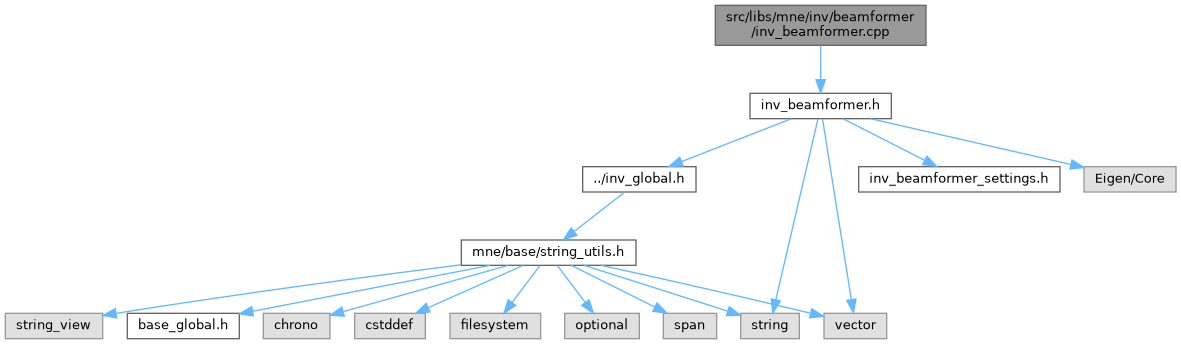 src/libs/mne/inv/beamformer
/inv_beamformer.cpp
inv_beamformer.h
../inv_global.h
inv_beamformer_settings.h
Eigen/Core
mne/base/string_utils.h
string_view
base_global.h
chrono
cstddef
filesystem
optional
span
string
vector